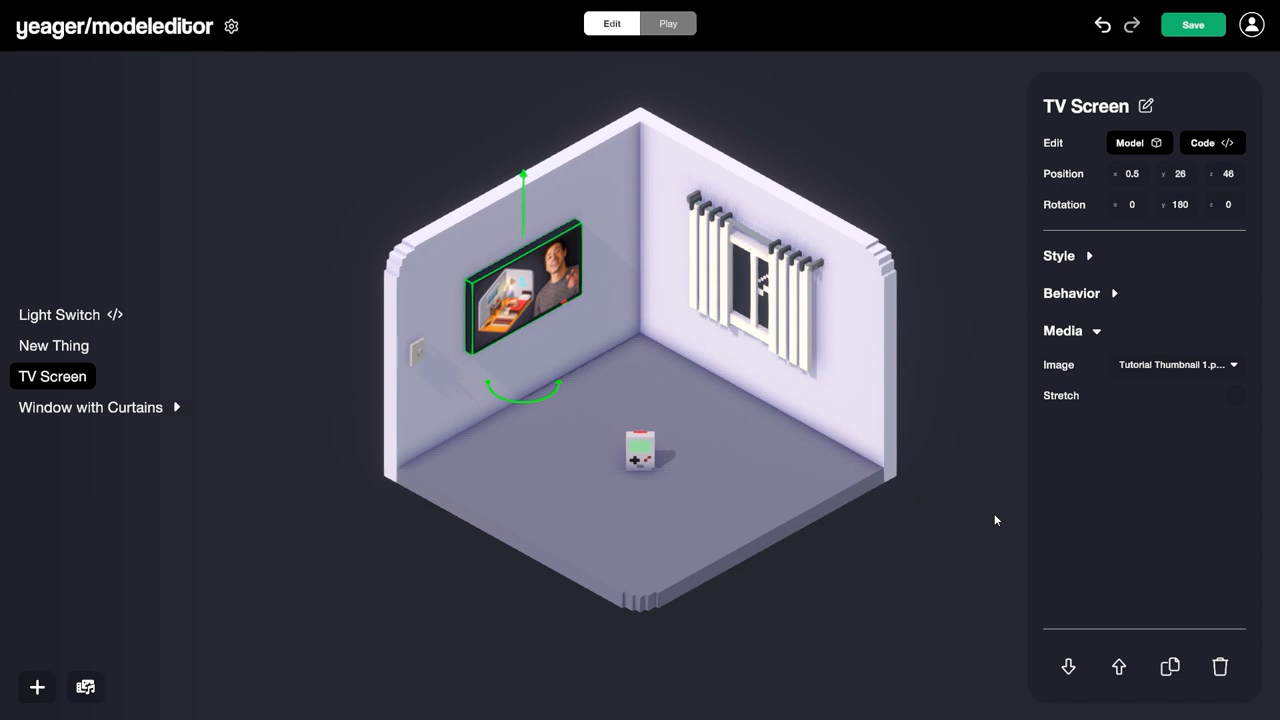 yeager/modeleditor
Edit Play
Save
Light Switch </>
New Thing
TV Screen
Window with Curtains
TV Screen
Edit Model Code </>
Position x 0.5 y 26 z 46
Rotation x 0 y 180 z 0
Style
Behavior
Media
Image Tutorial Thumbnail 1.p...
Stretch